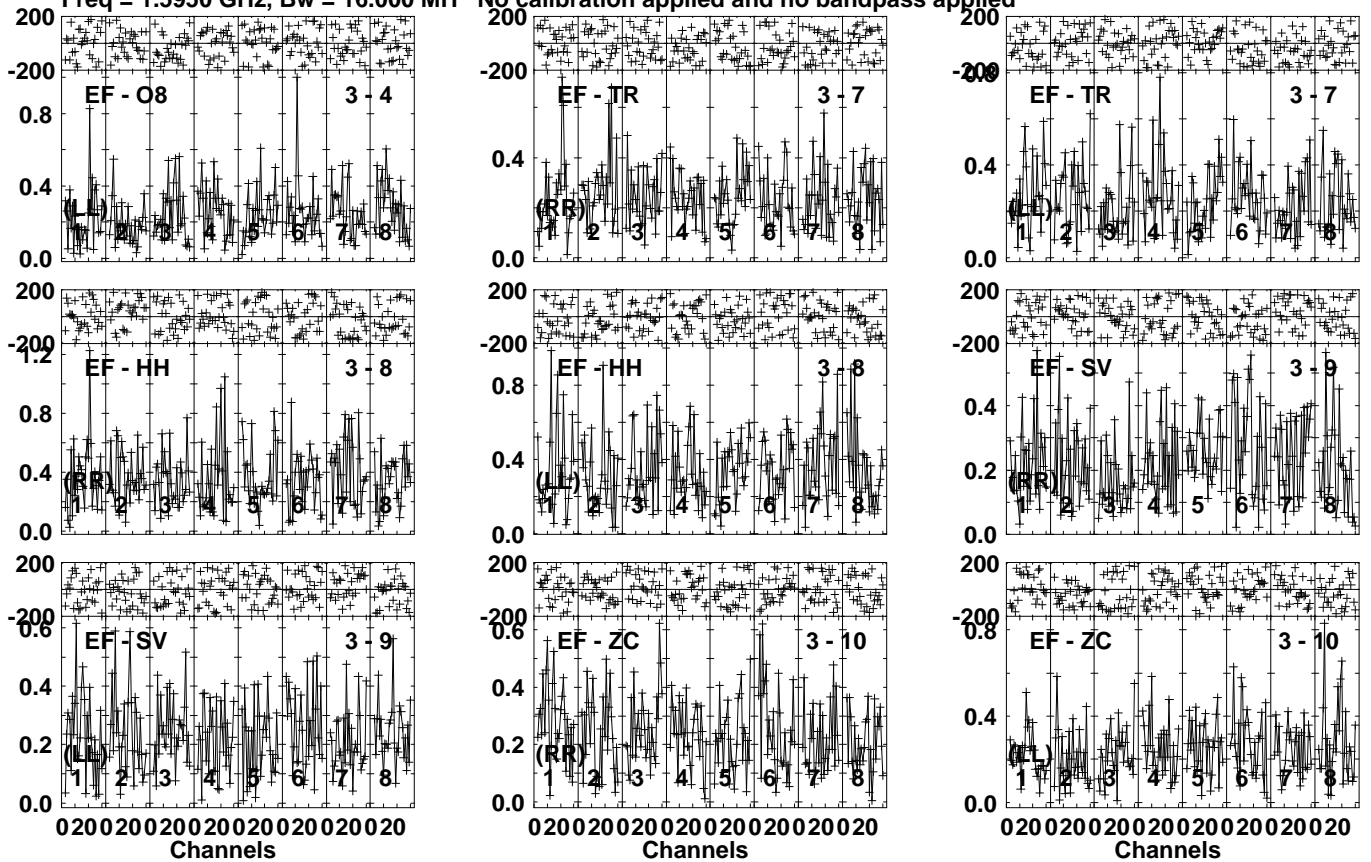 Freq = 1.5950 GHz, Bw = 16.000 MH No calibration applied and no bandpass applied
200 200 200
-200 -200 -200
0.8
EF - O8 3 - 4 EF - TR 3 - 7 EF - TR 3 - 7
0.8
0.4 0.4 0.4
(LL) (RR) (LL)
1 2 3 4 5 6 7 8 1 2 3 4 5 6 7 8 1 2 3 4 5 6 7 8
0.0 0.0 0.0
200 200 200
-200 -200 -200
1.2
EF - HH 3 - 8 EF - HH 3 - 8 EF - SV 3 - 9
0.8 0.8 0.4
0.4 0.4 0.2
(RR) (LL) (RR)
1 2 3 4 5 6 7 8 1 2 3 4 5 6 7 8 1 2 3 4 5 6 7 8
0.0 0.0 0.0
200 200 200
-200 -200 -200
0.6 0.6 0.8
EF - SV 3 - 9 EF - ZC 3 - 10 EF - ZC 3 - 10
0.4 0.4 0.4
0.2 0.2
(LL) (RR) (LL)
1 2 3 4 5 6 7 8 1 2 3 4 5 6 7 8 1 2 3 4 5 6 7 8
0.0 0.0 0.0
0 20 0 20 0 20 0 20 0 20 0 20 0 20 0 20 0 20 0 20 0 20 0 20 0 20 0 20 0 20 0 20 0 20 0 20 0 20 0 20 0 20 0 20 0 20 0 20
Channels Channels Channels